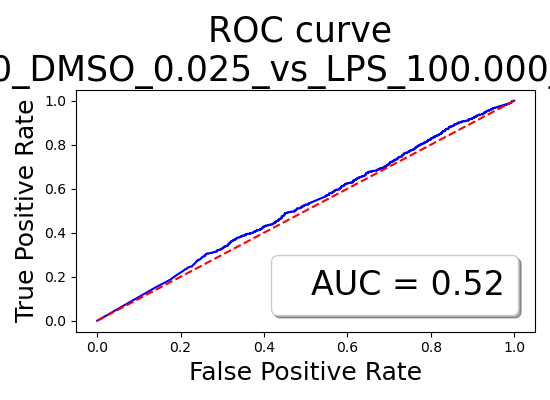 ROC curve
0_DMSO_0.025_vs_LPS_100.000_
True Positive Rate
1.0
0.8
0.6
0.4
0.2
0.0
AUC = 0.52
0.0 0.2 0.4 0.6 0.8 1.0
False Positive Rate